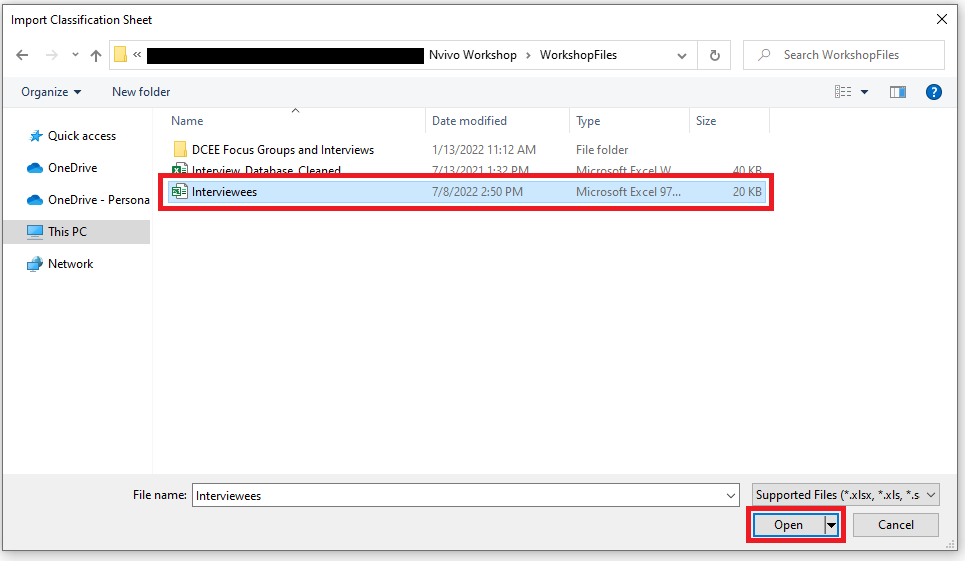 Import Classification Sheet
« Nvivo Workshop > WorkshopFiles
Search WorkshopFiles
Organize New folder
?
Name Date modified Type Size
Quick access
OneDrive
OneDrive - Persona
This PC
Network
DCEE Focus Groups and Interviews 1/13/2022 11:12 AM File folder
Interview_Database_Cleaned 7/13/2021 1:32 PM Microsoft Excel W... 40 KB
Interviewees 7/8/2022 2:50 PM Microsoft Excel 97... 20 KB
File name: Interviewees Supported Files (*.xlsx, *.xls, *.s
Open Cancel